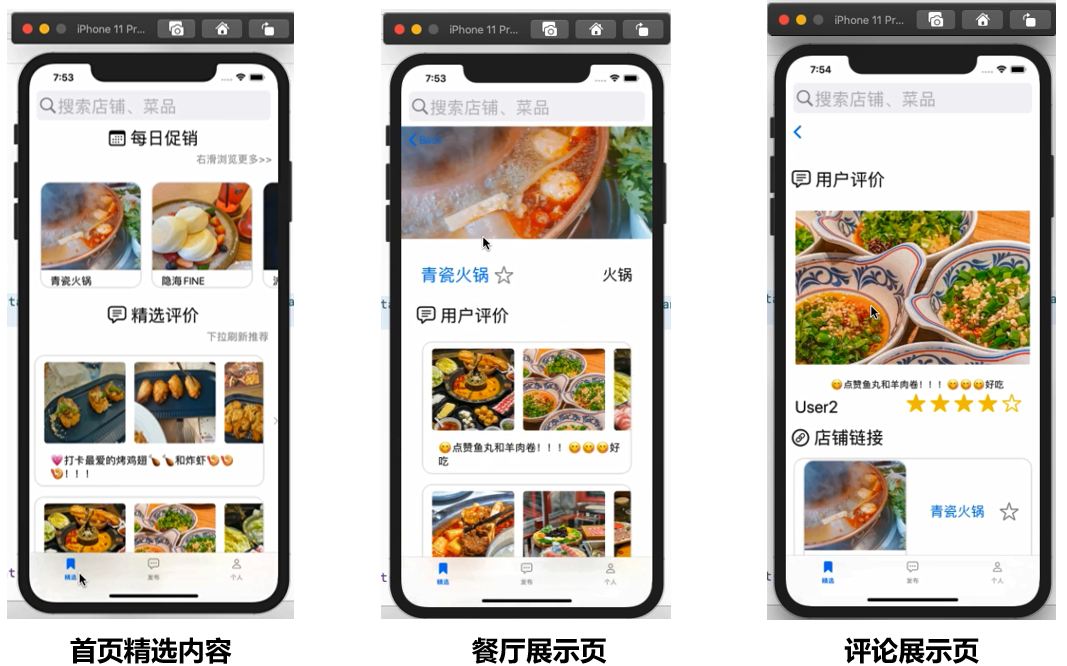 iPhone 11 Pr...
7:53
搜索店铺、菜品
每日促销
右滑浏览更多>>
青瓷火锅
隐海FINE
精选评价
下拉刷新推荐
💗打卡最爱的烤鸡翅🍗🍗和炸虾🍤🍤
🍤！！！
精选
发布
个人
首页精选内容
iPhone 11 Pr...
7:53
搜索店铺、菜品
Back
青瓷火锅
火锅
用户评价
😋点赞鱼丸和羊肉卷！！！😋😋😋好
吃
精选
发布
个人
餐厅展示页
iPhone 11 Pr...
7:54
搜索店铺、菜品
用户评价
😋点赞鱼丸和羊肉卷！！！😋😋😋好吃
User2
店铺链接
青瓷火锅
精选
发布
个人
评论展示页